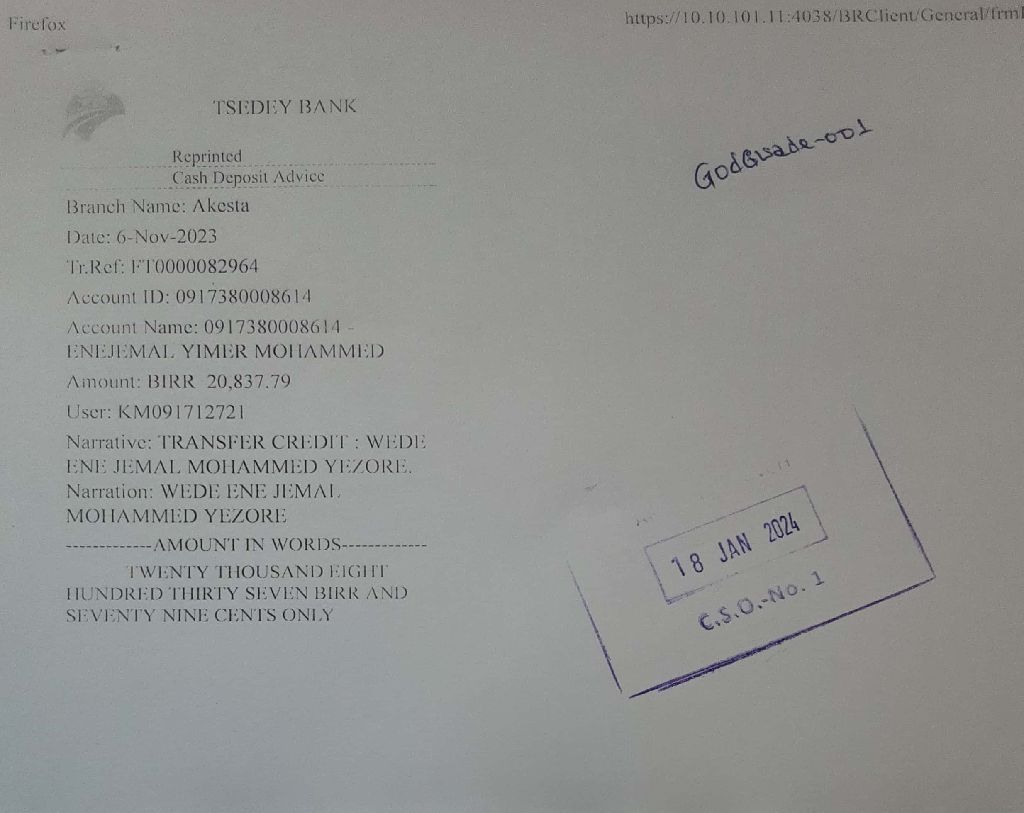 Firefox
https://10.10.101.11:4038/BRClient/General/frmI
TSEDEY BANK
GodGisade-001
Reprinted
Cash Deposit Advice
Branch Name: Akesta
Date: 6-Nov-2023
Tr.Ref: FT0000082964
Account ID: 0917380008614
Account Name: 0917380008614 -
ENEJEMAL YIMER MOHAMMED
Amount: BIRR 20,837.79
User: KM091712721
Narrative: TRANSFER CREDIT : WEDE
ENE JEMAL MOHAMMED YEZORE.
Narration: WEDE ENE JEMAL
MOHAMMED YEZORE
-------------AMOUNT IN WORDS-------------
TWENTY THOUSAND EIGHT
HUNDRED THIRTY SEVEN BIRR AND
SEVENTY NINE CENTS ONLY
18 JAN 2024
C.S.O.-No. 1